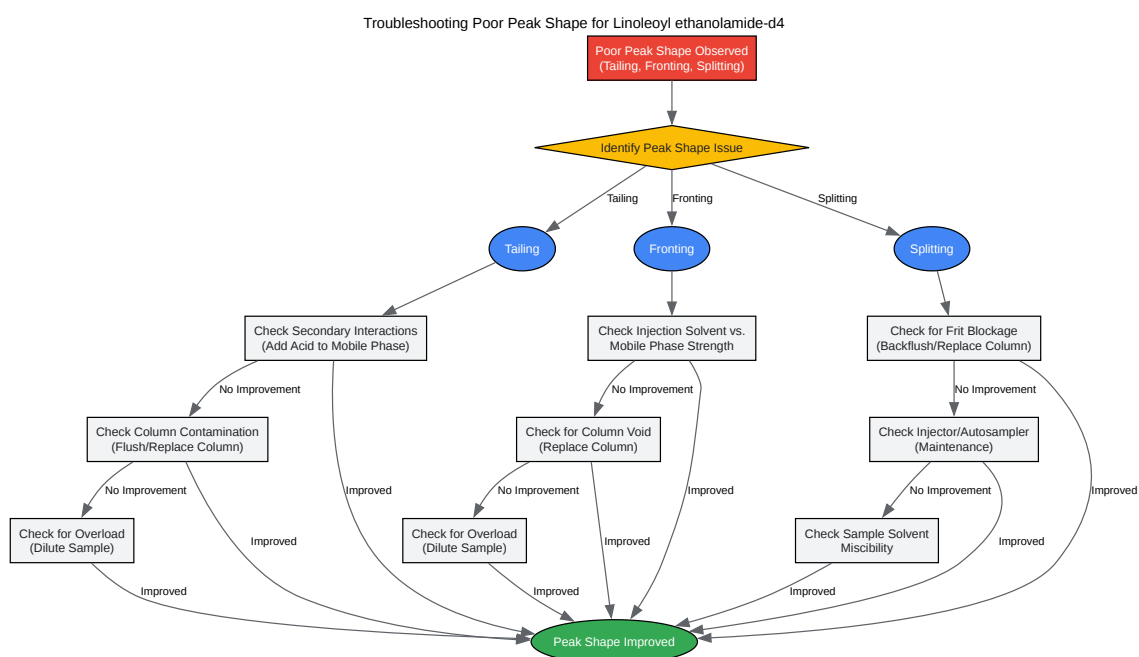 Troubleshooting Poor Peak Shape for Linoleoyl ethanolamide-d4
Poor Peak Shape Observed
(Tailing, Fronting, Splitting)
Identify Peak Shape Issue
Tailing
Fronting
Splitting
Tailing
Fronting
Splitting
Check Secondary Interactions
(Add Acid to Mobile Phase)
Check Injection Solvent vs.
Mobile Phase Strength
Check for Frit Blockage
(Backflush/Replace Column)
No Improvement
No Improvement
No Improvement
Check Column Contamination
(Flush/Replace Column)
Check for Column Void
(Replace Column)
Check Injector/Autosampler
(Maintenance)
No Improvement
Improved
No Improvement
Improved
No Improvement
Improved
Check for Overload
(Dilute Sample)
Check for Overload
(Dilute Sample)
Check Sample Solvent
Miscibility
Improved
Improved
Improved
Improved
Improved
Improved
Peak Shape Improved